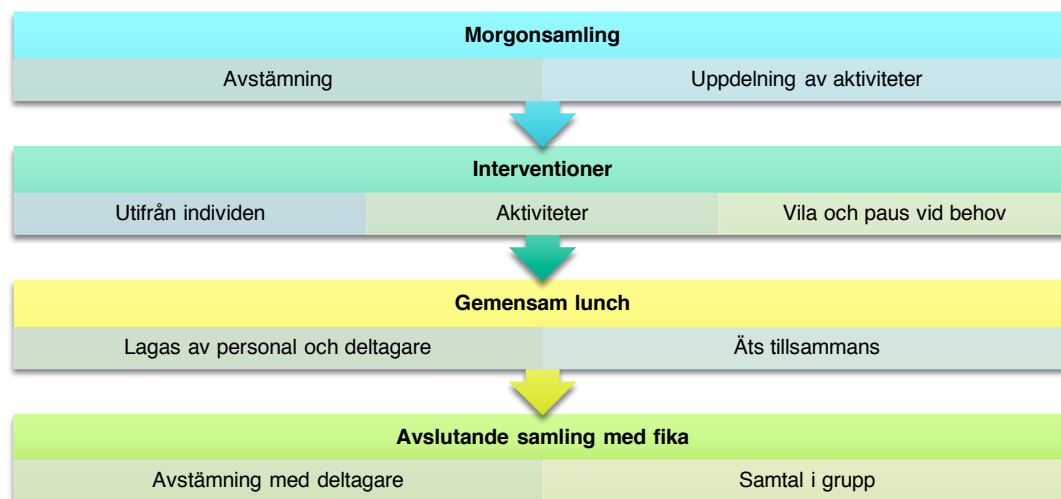 Morgonsamling
Avstämning
Uppdelning av aktiviteter
Interventioner
Utifrån individen
Aktiviteter
Vila och paus vid behov
Gemensam lunch
Lagas av personal och deltagare
Äts tillsammans
Avslutande samling med fika
Avstämning med deltagare
Samtal i grupp